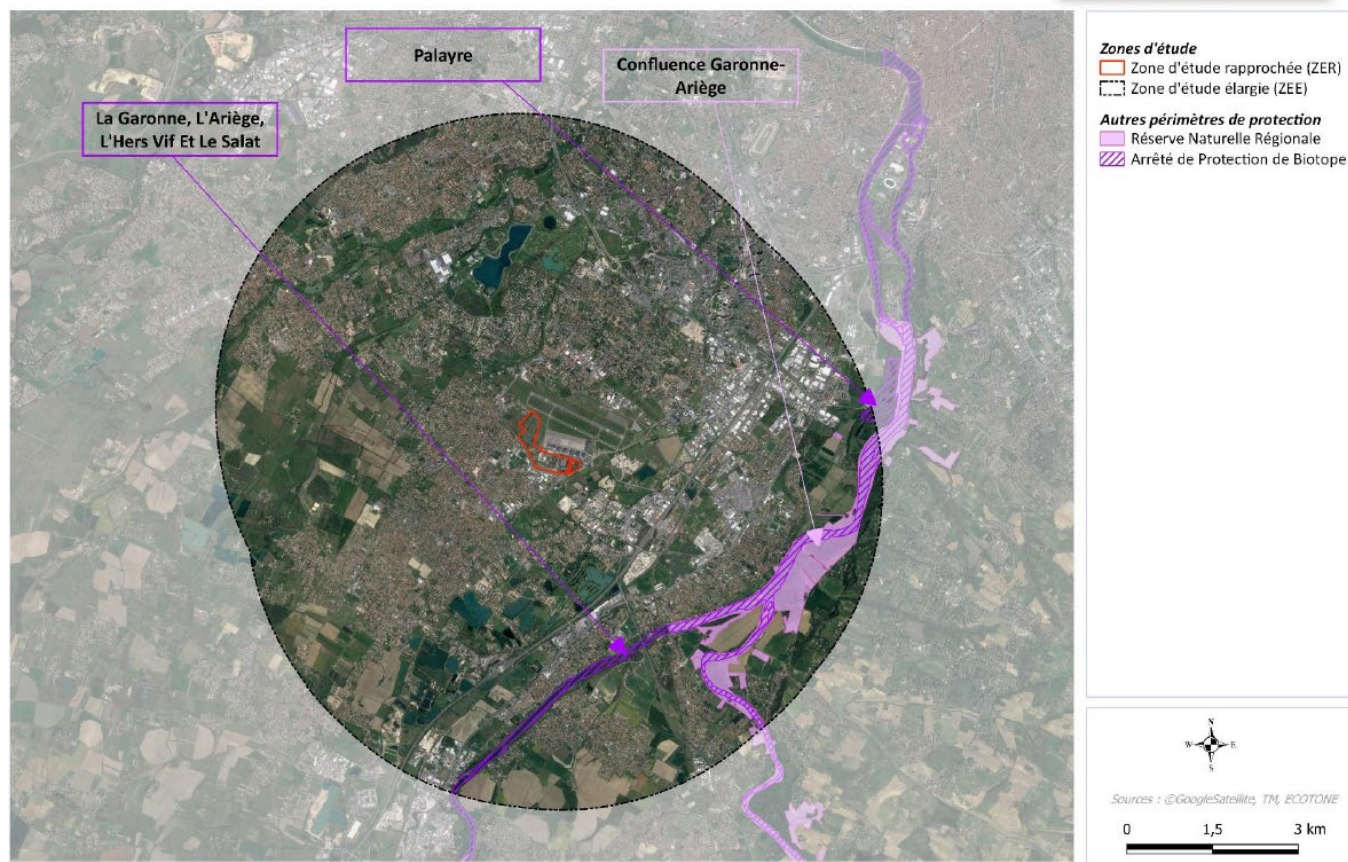 Palayre
Confluence Garonne-
Ariège
La Garonne, L'Ariège,
L'Hers Vif Et Le Salat
Zones d'étude
Zone d'étude rapprochée (ZER)
Zone d'étude élargie (ZEE)
Autres périmètres de protection
Réserve Naturelle Régionale
Arrêté de Protection de Biotope
N
W E
S
Sources : ©GoogleSatellite, TM, ECOTONE
0 1,5 3 km